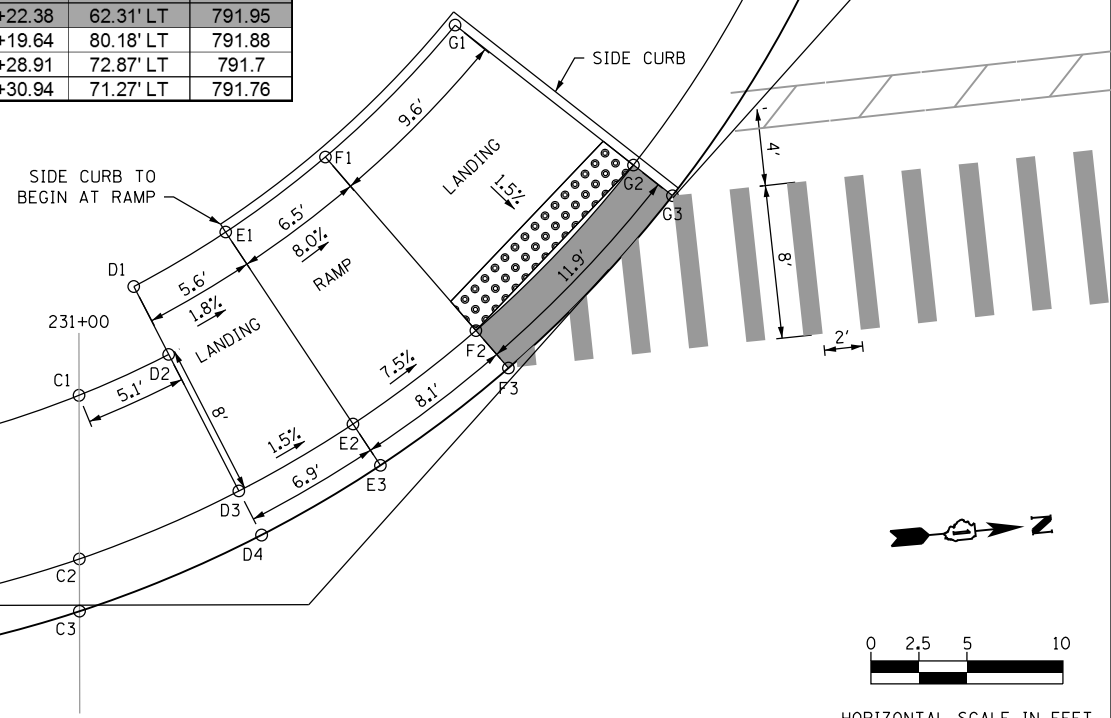 +22.38 62.31' LT 791.95
+19.64 80.18' LT 791.88
+28.91 72.87' LT 791.7
+30.94 71.27' LT 791.76
G1
SIDE CURB
9.6'
4'
LANDING
1.5%
F1
G2
SIDE CURB TO
BEGIN AT RAMP
6.5'
8.0%
RAMP
G3
E1
8'
11.9'
D1
5.6'
1.8%
LANDING
231+00
2'
F2
C1
D2
5.1'
7.5%
F3
8.1'
8'
1.5%
E2
6.9'
E3
D3
D4
N
C2
C3
0 2.5 5 10
HORIZONTAL SCALE IN FEET